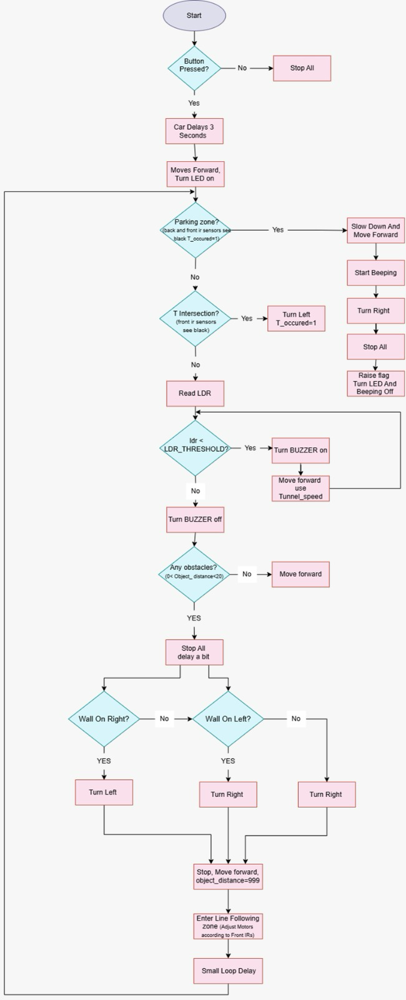 Start
Button
Pressed?
No
Stop All
Yes
Car Delays 3
Seconds
Moves Forward,
Turn LED on
Parking zone?
(back and front ir sensors see
black T_occured=1)
Yes
Slow Down And
Move Forward
Start Beeping
Turn Right
Stop All
Raise flag
Turn LED And
Beeping Off
No
T Intersection?
(front ir sensors
see black)
Yes
Turn Left
T_occured=1
No
Read LDR
ldr <
LDR_THRESHOLD?
Yes
Turn BUZZER on
Move forward
use
Tunnel_speed
No
Turn BUZZER off
Any obstacles?
(0< Object_ distance<20)
No
Move forward
YES
Stop All
delay a bit
Wall On Right?
No
Wall On Left?
No
YES
YES
Turn Left
Turn Right
Turn Right
Stop, Move forward,
object_distance=999
Enter Line Following
zone (Adjust Motors
according to Front IRs)
Small Loop Delay